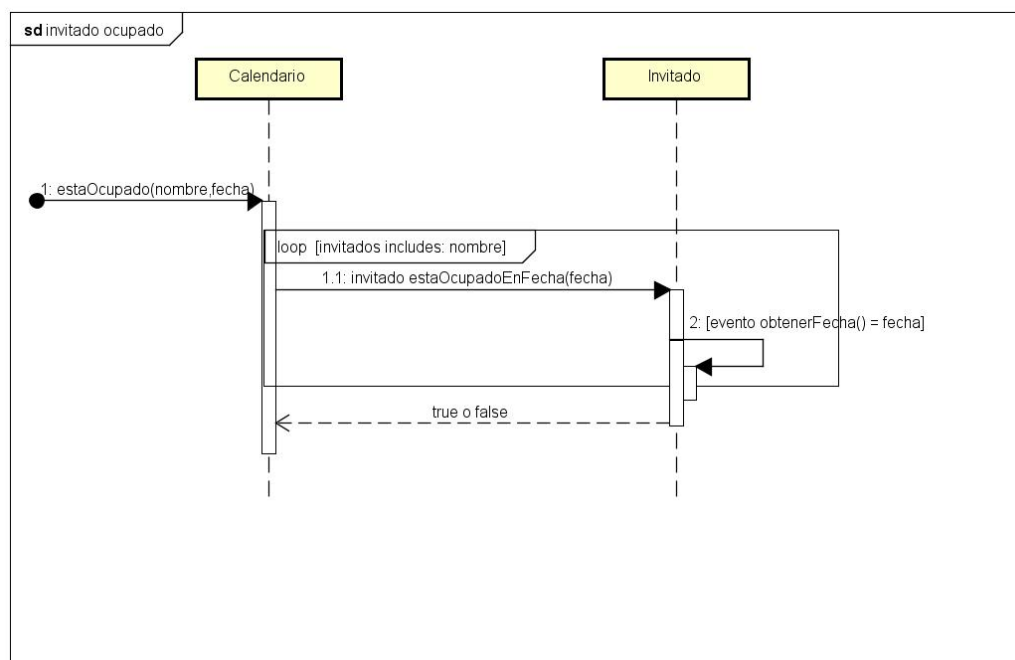 sd invitado ocupado
Calendario
Invitado
1: estaOcupado(nombre,fecha)
loop [invitados includes: nombre]
1.1: invitado estaOcupadoEnFecha(fecha)
2: [evento obtenerFecha() = fecha]
true o false